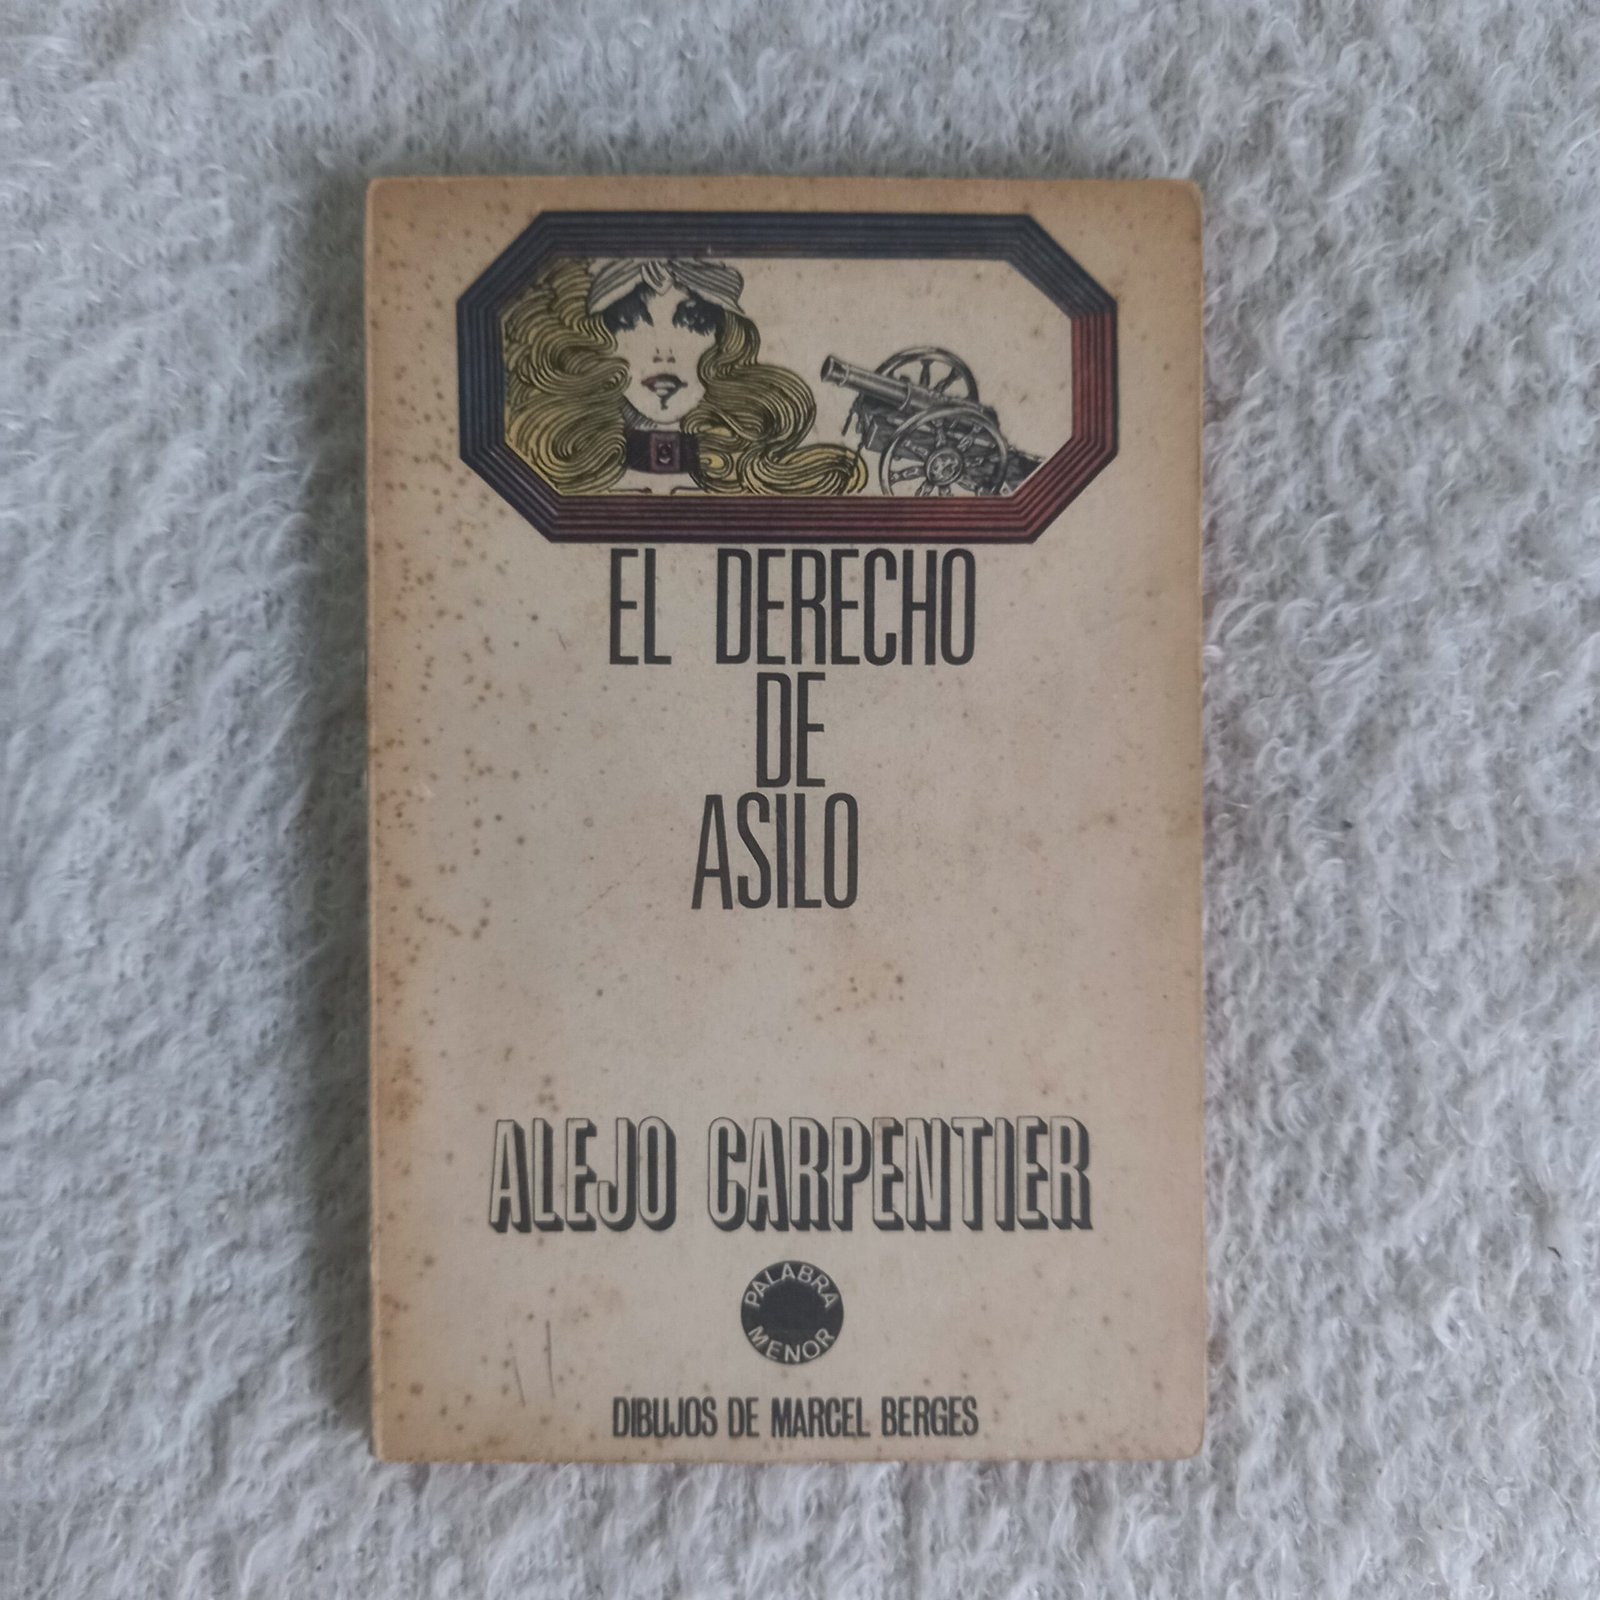 EL DERECHO
DE
ASILO
ALEJO CARPENTIER
PALABRA
MENOR
DIBUJOS DE MARCEL BERGES